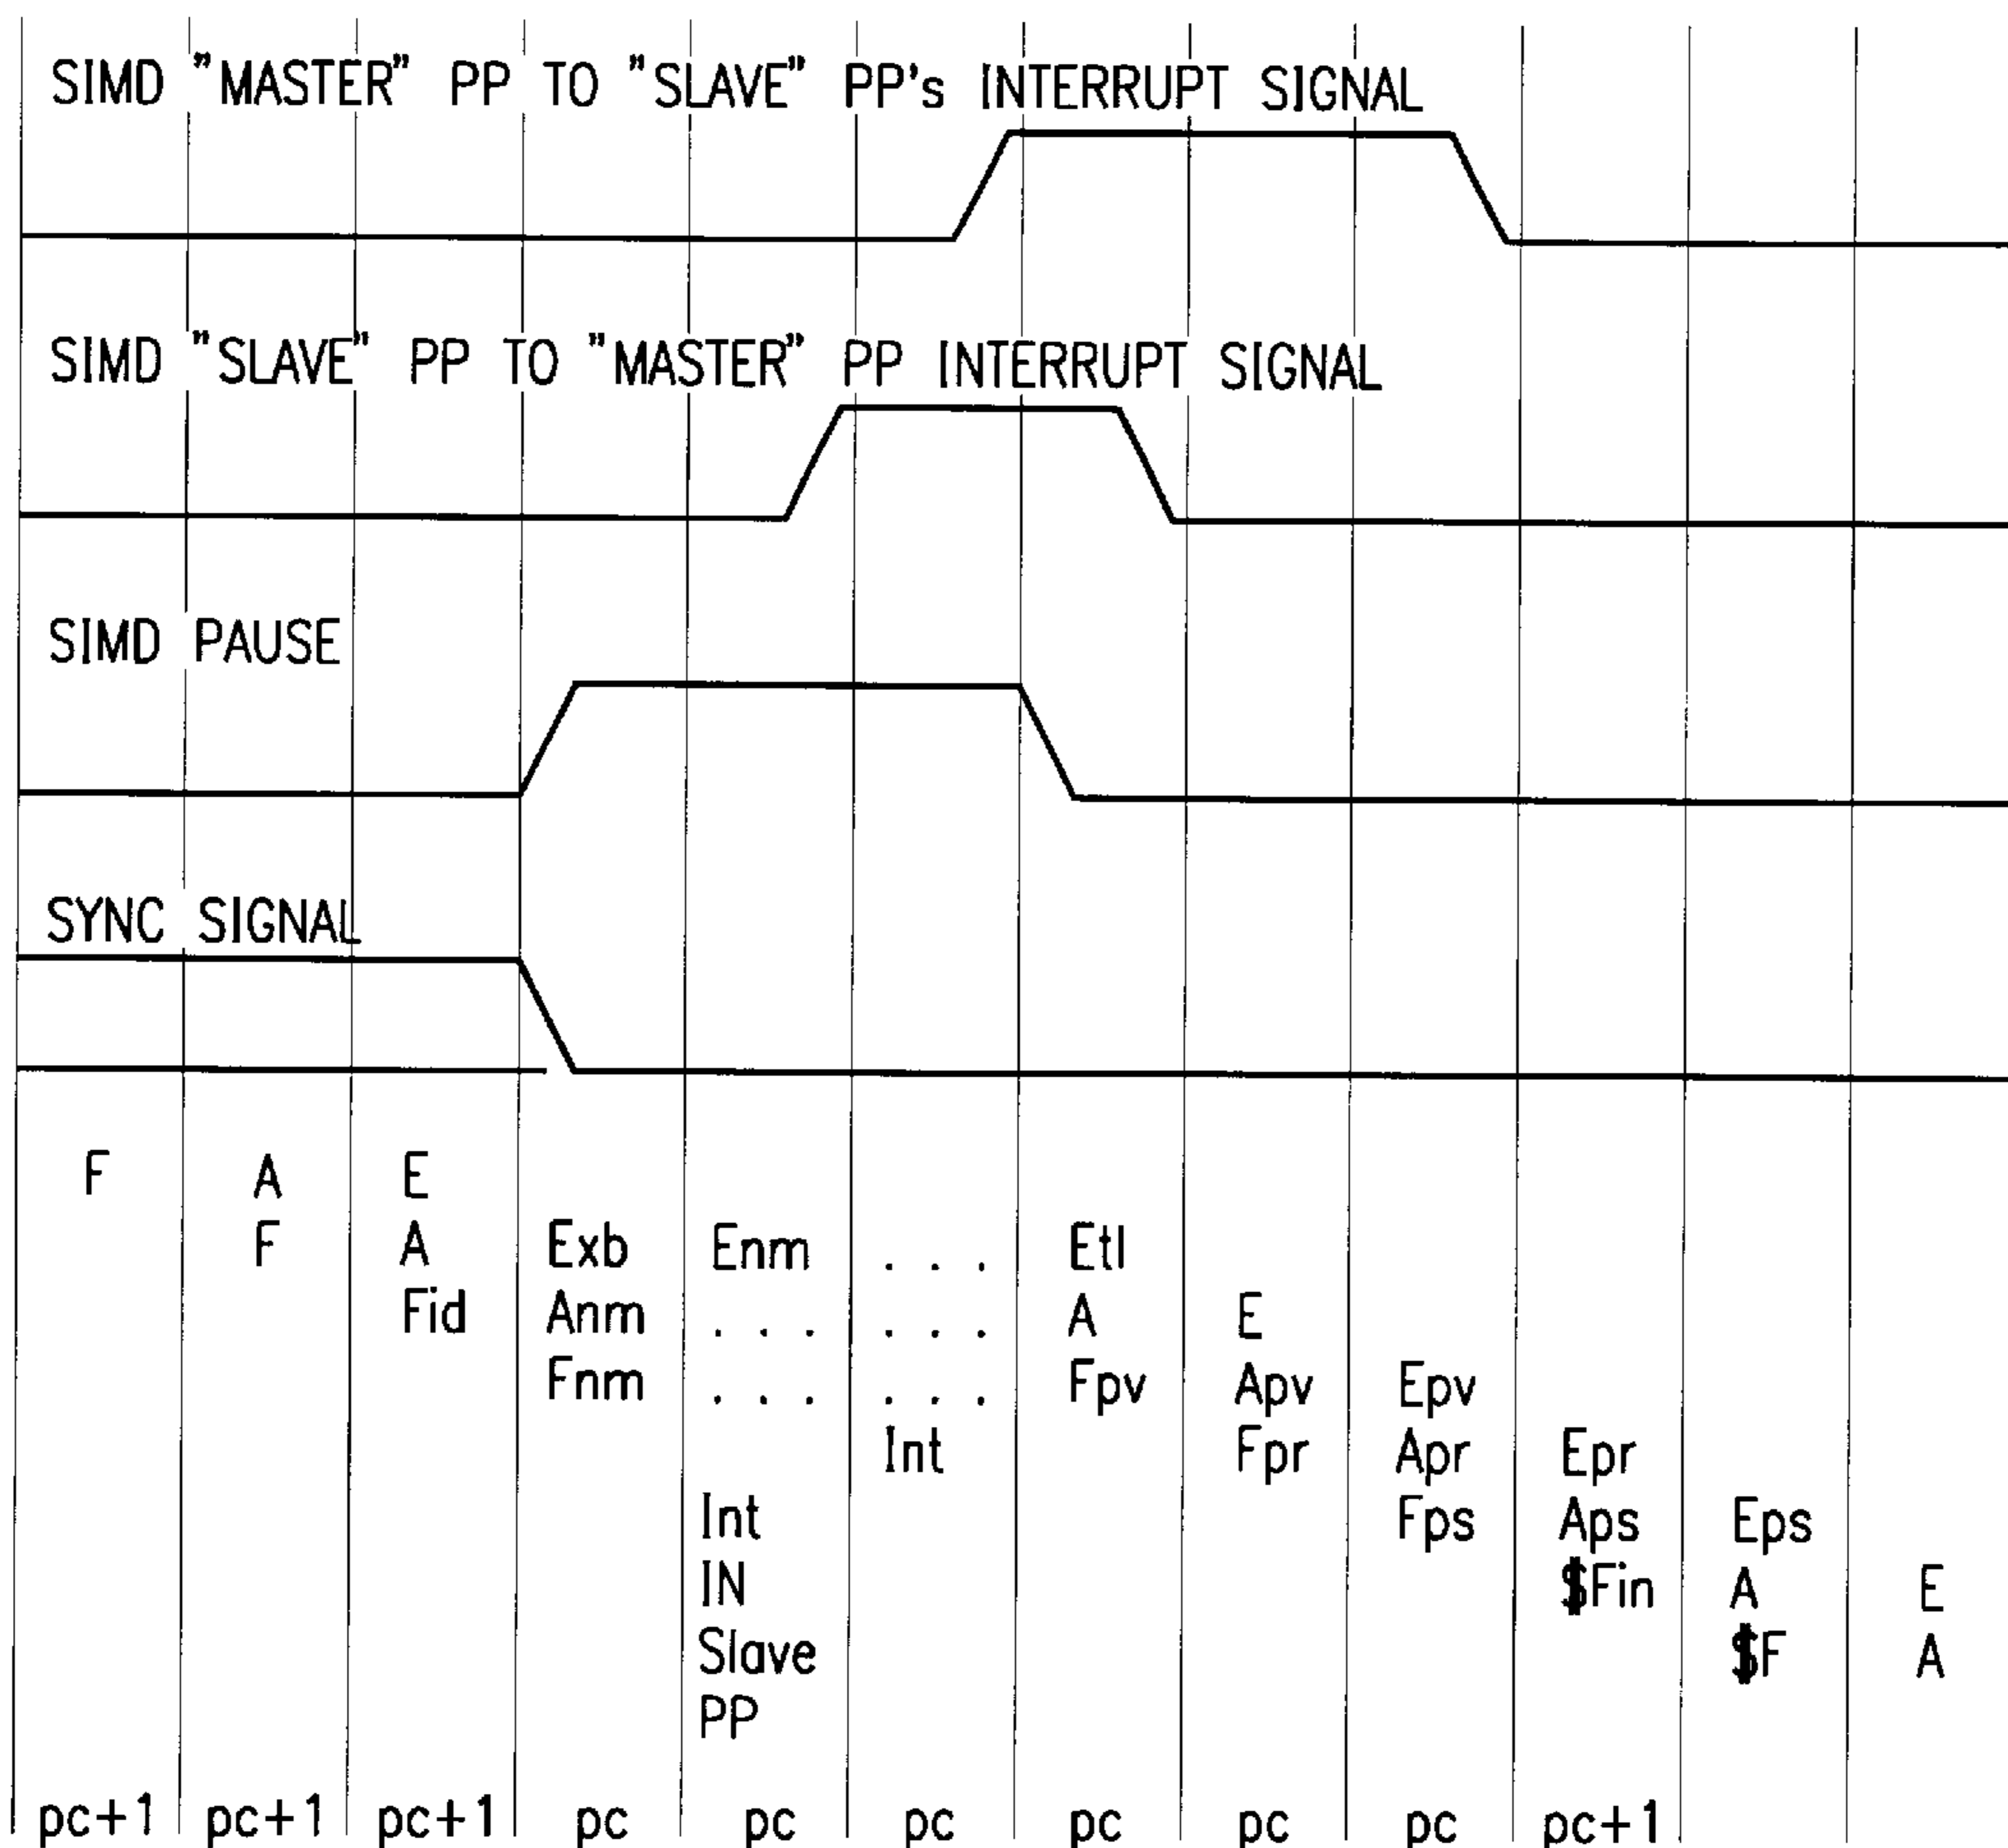 SIMD "MASTER" PP TO "SLAVE" PP's INTERRUPT SIGNAL
SIMD "SLAVE" PP TO "MASTER" PP INTERRUPT SIGNAL
SIMD PAUSE
SYNC SIGNAL
F A E
F A Exb Enm . . . Etl
Fid Anm . . . . . . A E
Fnm . . . . . . Fpv Apv Epv
Int Fpr Apr Epr
Int Fps Aps Eps
IN $Fin A E
Slave $F A
PP
pc+1 pc+1 pc+1 pc pc pc pc pc pc pc+1